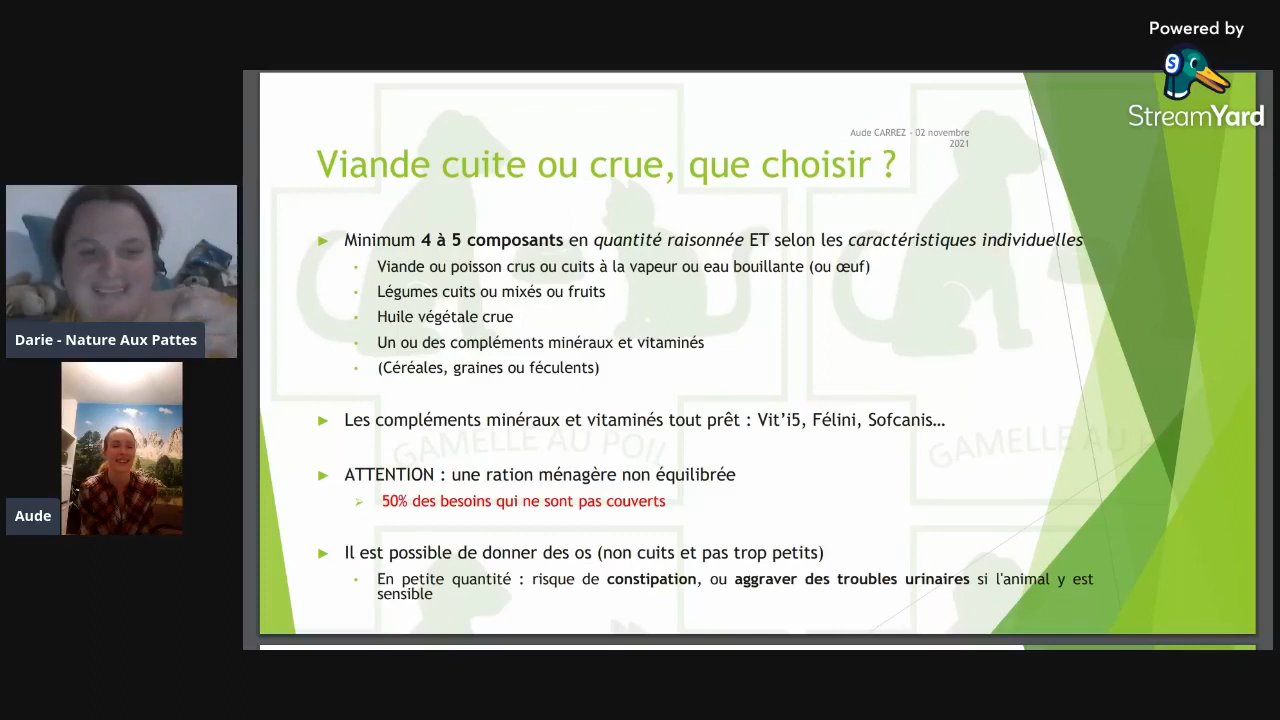 Powered by
S
StreamYard
Aude CARREZ - 02 novembre
2021
Viande cuite ou crue, que choisir ?
► Minimum 4 à 5 composants en quantité raisonnée ET selon les caractéristiques individuelles
• Viande ou poisson crus ou cuits à la vapeur ou eau bouillante (ou œuf)
• Légumes cuits ou mixés ou fruits
• Huile végétale crue
• Un ou des compléments minéraux et vitaminés
• (Céréales, graines ou féculents)
► Les compléments minéraux et vitaminés tout prêt : Vit’i5, Félini, Sofcanis…
GAMELLE AU POIL
GAMELLE AU P
► ATTENTION : une ration ménagère non équilibrée
➢ 50% des besoins qui ne sont pas couverts
► Il est possible de donner des os (non cuits et pas trop petits)
• En petite quantité : risque de constipation, ou aggraver des troubles urinaires si l'animal y est
sensible
Darie - Nature Aux Pattes
Aude